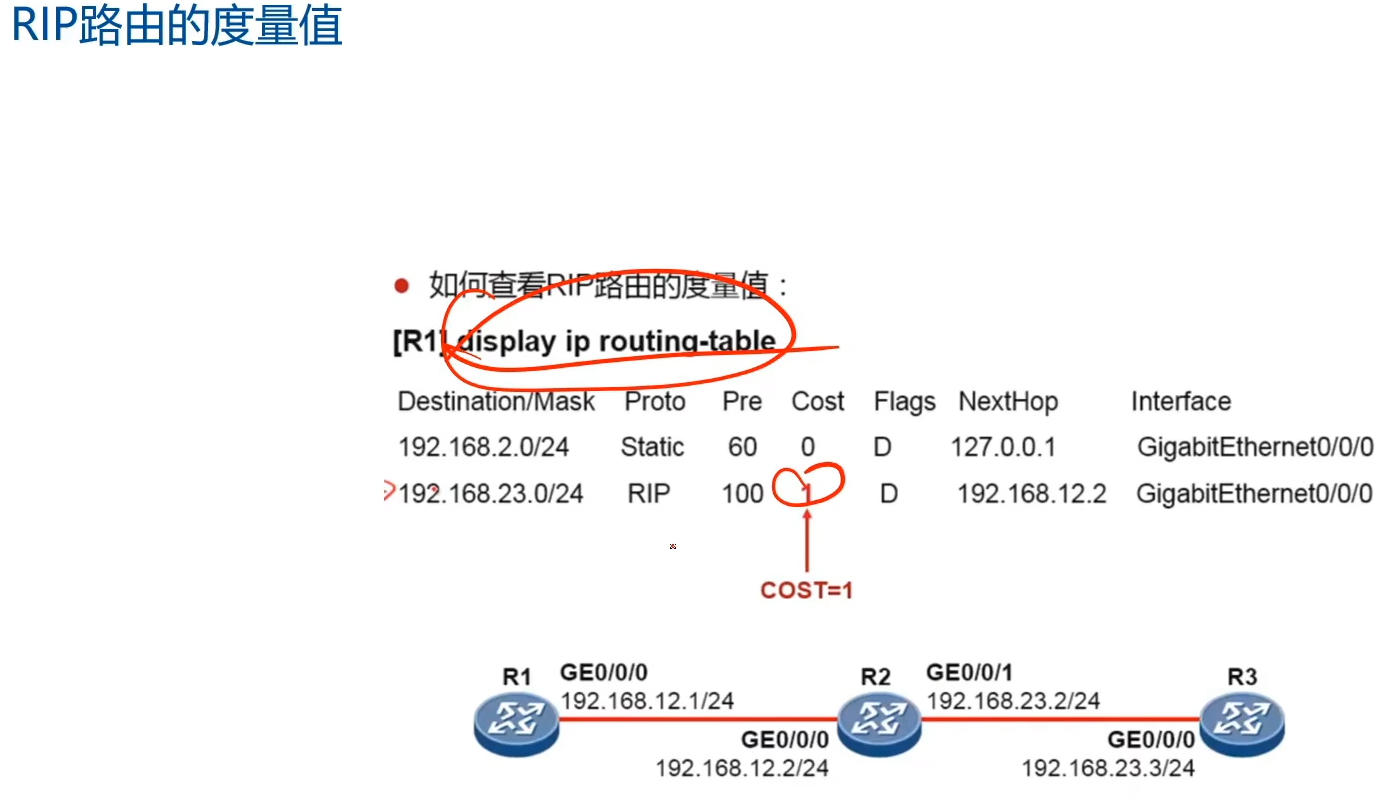 RIP路由的度量值
如何查看RIP路由的度量值：
[R1] display ip routing-table
Destination/Mask Proto Pre Cost Flags NextHop Interface
192.168.2.0/24 Static 60 0 D 127.0.0.1 GigabitEthernet0/0/0
192.168.23.0/24 RIP 100 1 D 192.168.12.2 GigabitEthernet0/0/0
COST=1
R1 GE0/0/0 R2 GE0/0/1 R3
192.168.12.1/24 192.168.23.2/24
GE0/0/0 GE0/0/0
192.168.12.2/24 192.168.23.3/24